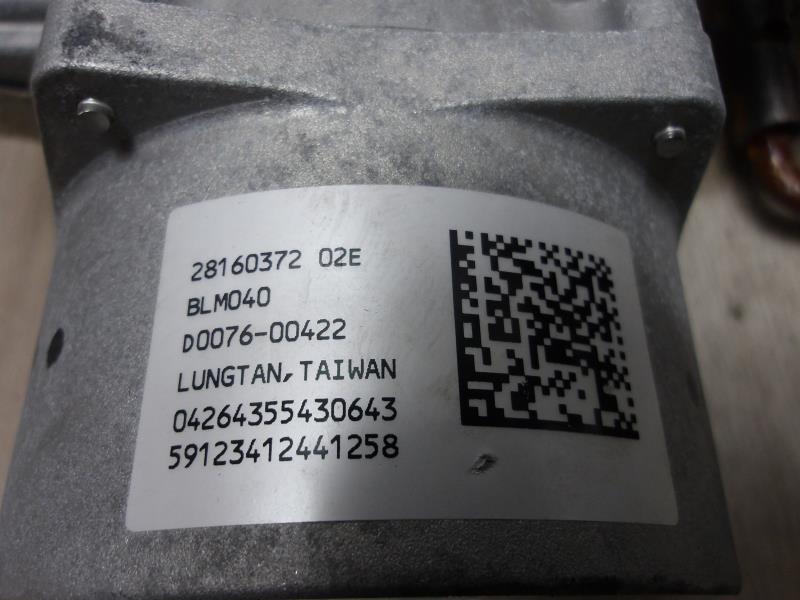 28160372 02E
BLM040
D0076-00422
LUNGTAN, TAIWAN
04264355430643
59123412441258